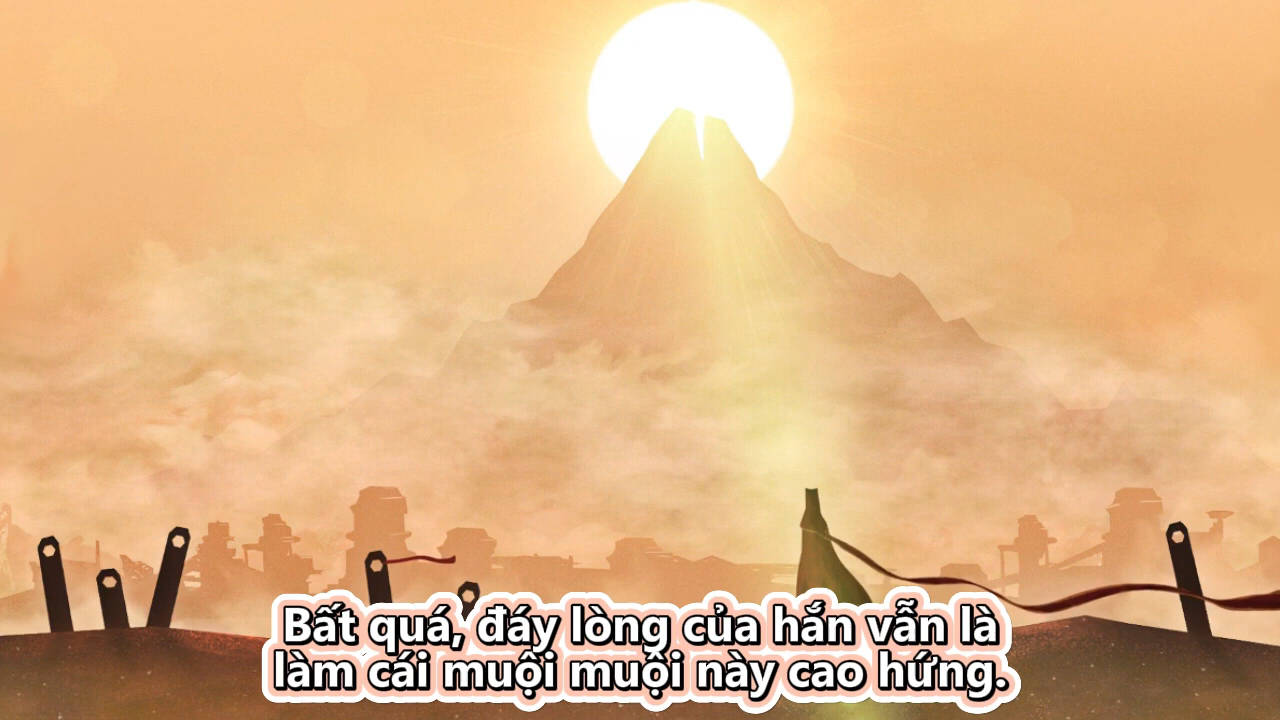 Bất quá, đáy lòng của hắn vẫn là
làm cái muội muội này cao hứng.